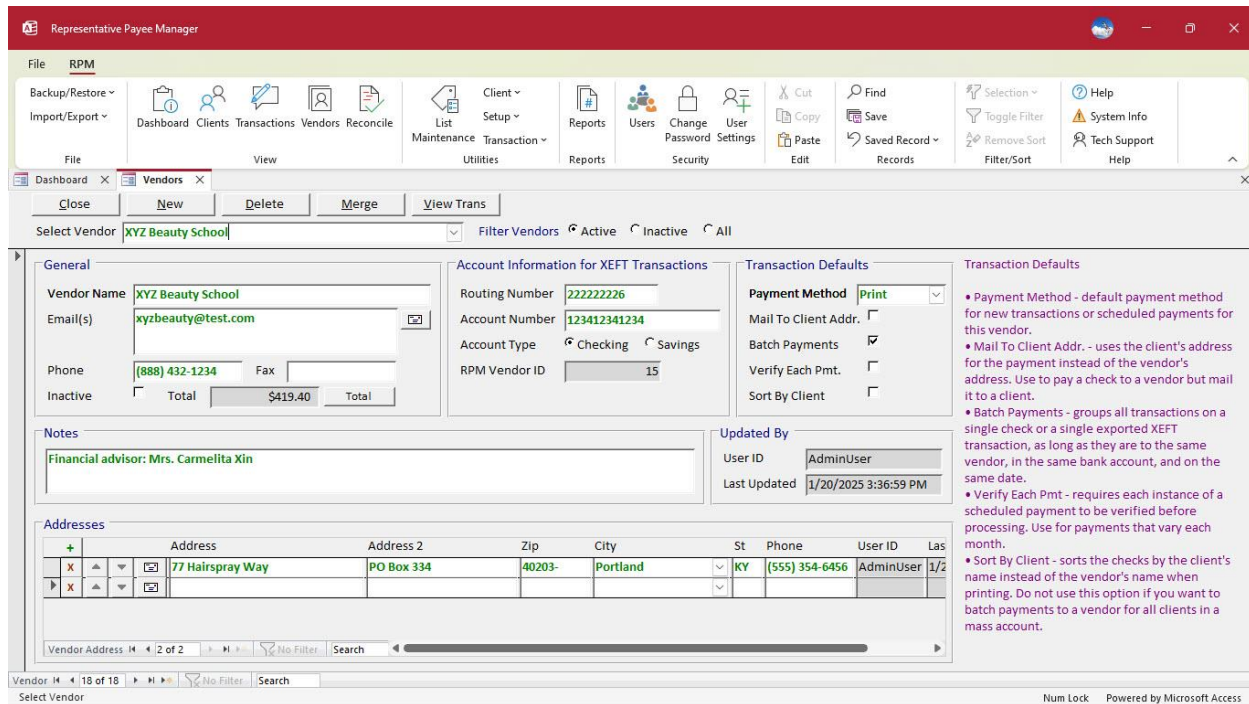 Representative Payee Manager
File RPM
Backup/Restore
Import/Export
Dashboard Clients Transactions Vendors Reconcile
List Maintenance
Client
Setup
Transaction
Reports
Users
Change Password
User Settings
Cut
Copy
Paste
Find
Save
Saved Record
Selection
Toggle Filter
Remove Sort
Help
System Info
Tech Support
File View Utilities Reports Security Edit Records Filter/Sort Help
Dashboard X Vendors X
Close New Delete Merge View Trans
Select Vendor XYZ Beauty School Filter Vendors Active Inactive All
General
Vendor Name XYZ Beauty School
Email(s) xyzbeauty@test.com
Phone (888) 432-1234 Fax
Inactive Total $419.40 Total
Account Information for XEFT Transactions
Routing Number 222222226
Account Number 123412341234
Account Type Checking Savings
RPM Vendor ID 15
Transaction Defaults
Payment Method Print
Mail To Client Addr.
Batch Payments
Verify Each Pmt.
Sort By Client
Notes
Financial advisor: Mrs. Carmelita Xin
Updated By
User ID AdminUser
Last Updated 1/20/2025 3:36:59 PM
Addresses
+ Address Address 2 Zip City St Phone User ID Las
X 77 Hairspray Way PO Box 334 40203- Portland KY (555) 354-6456 AdminUser 1/2
X
Vendor Address 2 of 2 No Filter Search
Transaction Defaults
• Payment Method - default payment method
for new transactions or scheduled payments for
this vendor.
• Mail To Client Addr. - uses the client's address
for the payment instead of the vendor's
address. Use to pay a check to a vendor but mail
it to a client.
• Batch Payments - groups all transactions on a
single check or a single exported XEFT
transaction, as long as they are to the same
vendor, in the same bank account, and on the
same date.
• Verify Each Pmt - requires each instance of a
scheduled payment to be verified before
processing. Use for payments that vary each
month.
• Sort By Client - sorts the checks by the client's
name instead of the vendor's name when
printing. Do not use this option if you want to
batch payments to a vendor for all clients in a
mass account.
Vendor 18 of 18 No Filter Search
Select Vendor Num Lock Powered by Microsoft Access